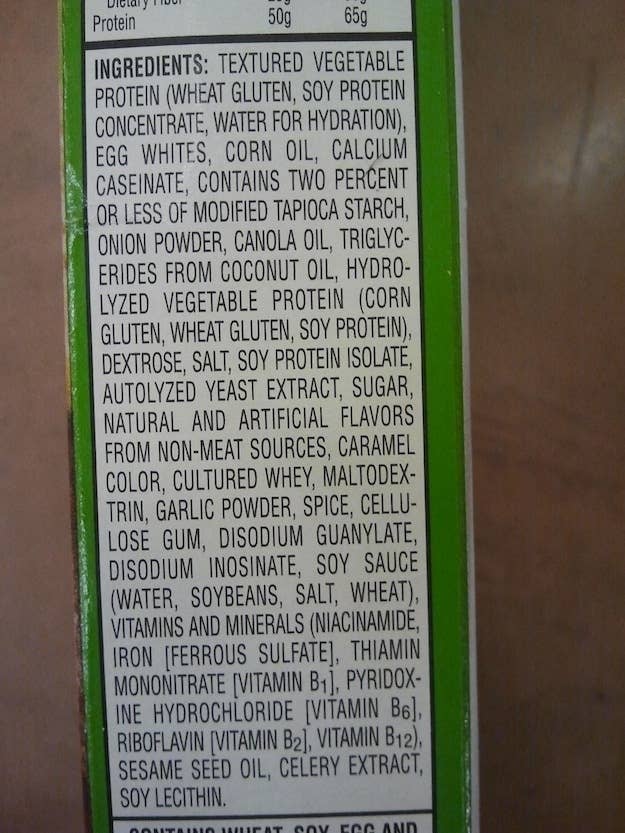 Protein 50g 65g
INGREDIENTS: TEXTURED VEGETABLE
PROTEIN (WHEAT GLUTEN, SOY PROTEIN
CONCENTRATE, WATER FOR HYDRATION),
EGG WHITES, CORN OIL, CALCIUM
CASEINATE, CONTAINS TWO PERCENT
OR LESS OF MODIFIED TAPIOCA STARCH,
ONION POWDER, CANOLA OIL, TRIGLYC-
ERIDES FROM COCONUT OIL, HYDRO-
LYZED VEGETABLE PROTEIN (CORN
GLUTEN, WHEAT GLUTEN, SOY PROTEIN),
DEXTROSE, SALT, SOY PROTEIN ISOLATE,
AUTOLYZED YEAST EXTRACT, SUGAR,
NATURAL AND ARTIFICIAL FLAVORS
FROM NON-MEAT SOURCES, CARAMEL
COLOR, CULTURED WHEY, MALTODEX-
TRIN, GARLIC POWDER, SPICE, CELLU-
LOSE GUM, DISODIUM GUANYLATE,
DISODIUM INOSINATE, SOY SAUCE
(WATER, SOYBEANS, SALT, WHEAT),
VITAMINS AND MINERALS (NIACINAMIDE,
IRON [FERROUS SULFATE], THIAMIN
MONONITRATE [VITAMIN B1], PYRIDOX-
INE HYDROCHLORIDE [VITAMIN B6],
RIBOFLAVIN [VITAMIN B2], VITAMIN B12),
SESAME SEED OIL, CELERY EXTRACT,
SOY LECITHIN.
CONTAINS WHEAT, SOY, EGG AND